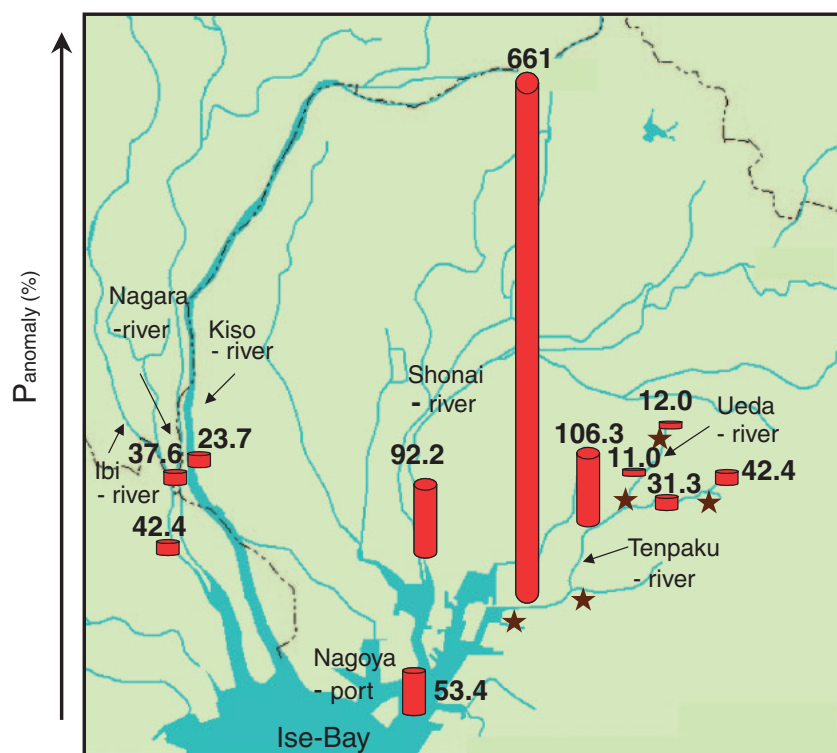 661
Panomaly (%)
Nagara
-river
Kiso
- river
Shonai
- river
12.0
Ueda
- river
106.3
37.6
23.7
92.2
11.0
42.4
Ibi
- river
31.3
42.4
Tenpaku
- river
Nagoya
- port
53.4
Ise-Bay